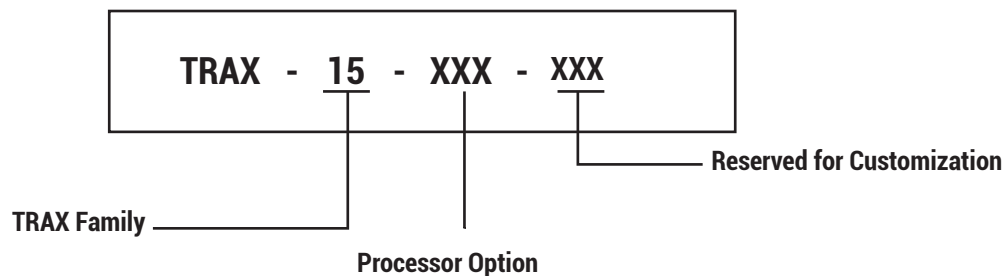 TRAX - 15 - XXX - XXX
Reserved for Customization
TRAX Family
Processor Option